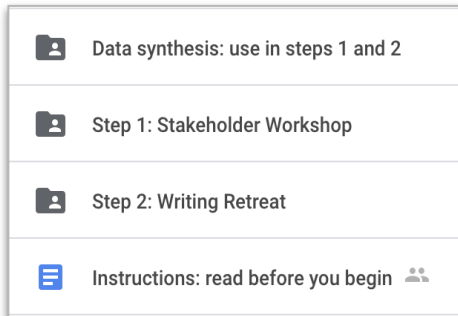 Data synthesis: use in steps 1 and 2
Step 1: Stakeholder Workshop
Step 2: Writing Retreat
Instructions: read before you begin